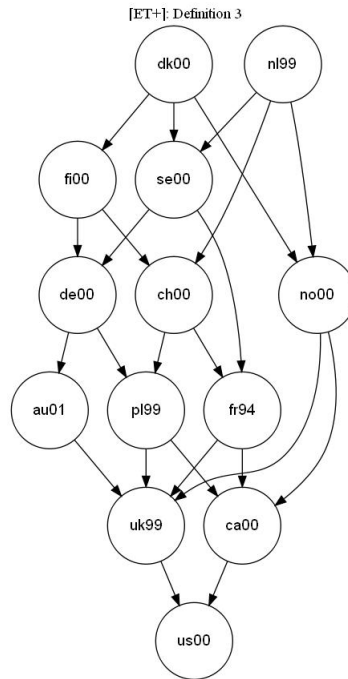 [ET+]: Definition 3
dk00 nl99
fi00 se00
de00 ch00 no00
au01 pl99 fr94
uk99 ca00
us00